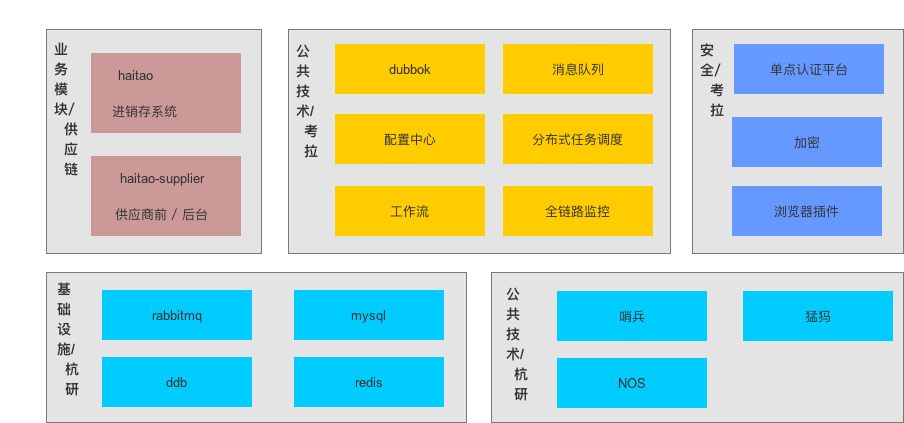 业务模块/供应链
haitao
进销存系统
haitao-supplier
供应商前 / 后台
公共技术/考拉
dubbok
消息队列
配置中心
分布式任务调度
工作流
全链路监控
安全/考拉
单点认证平台
加密
浏览器插件
基础设施/杭研
rabbitmq
mysql
ddb
redis
公共技术/杭研
哨兵
猛犸
NOS